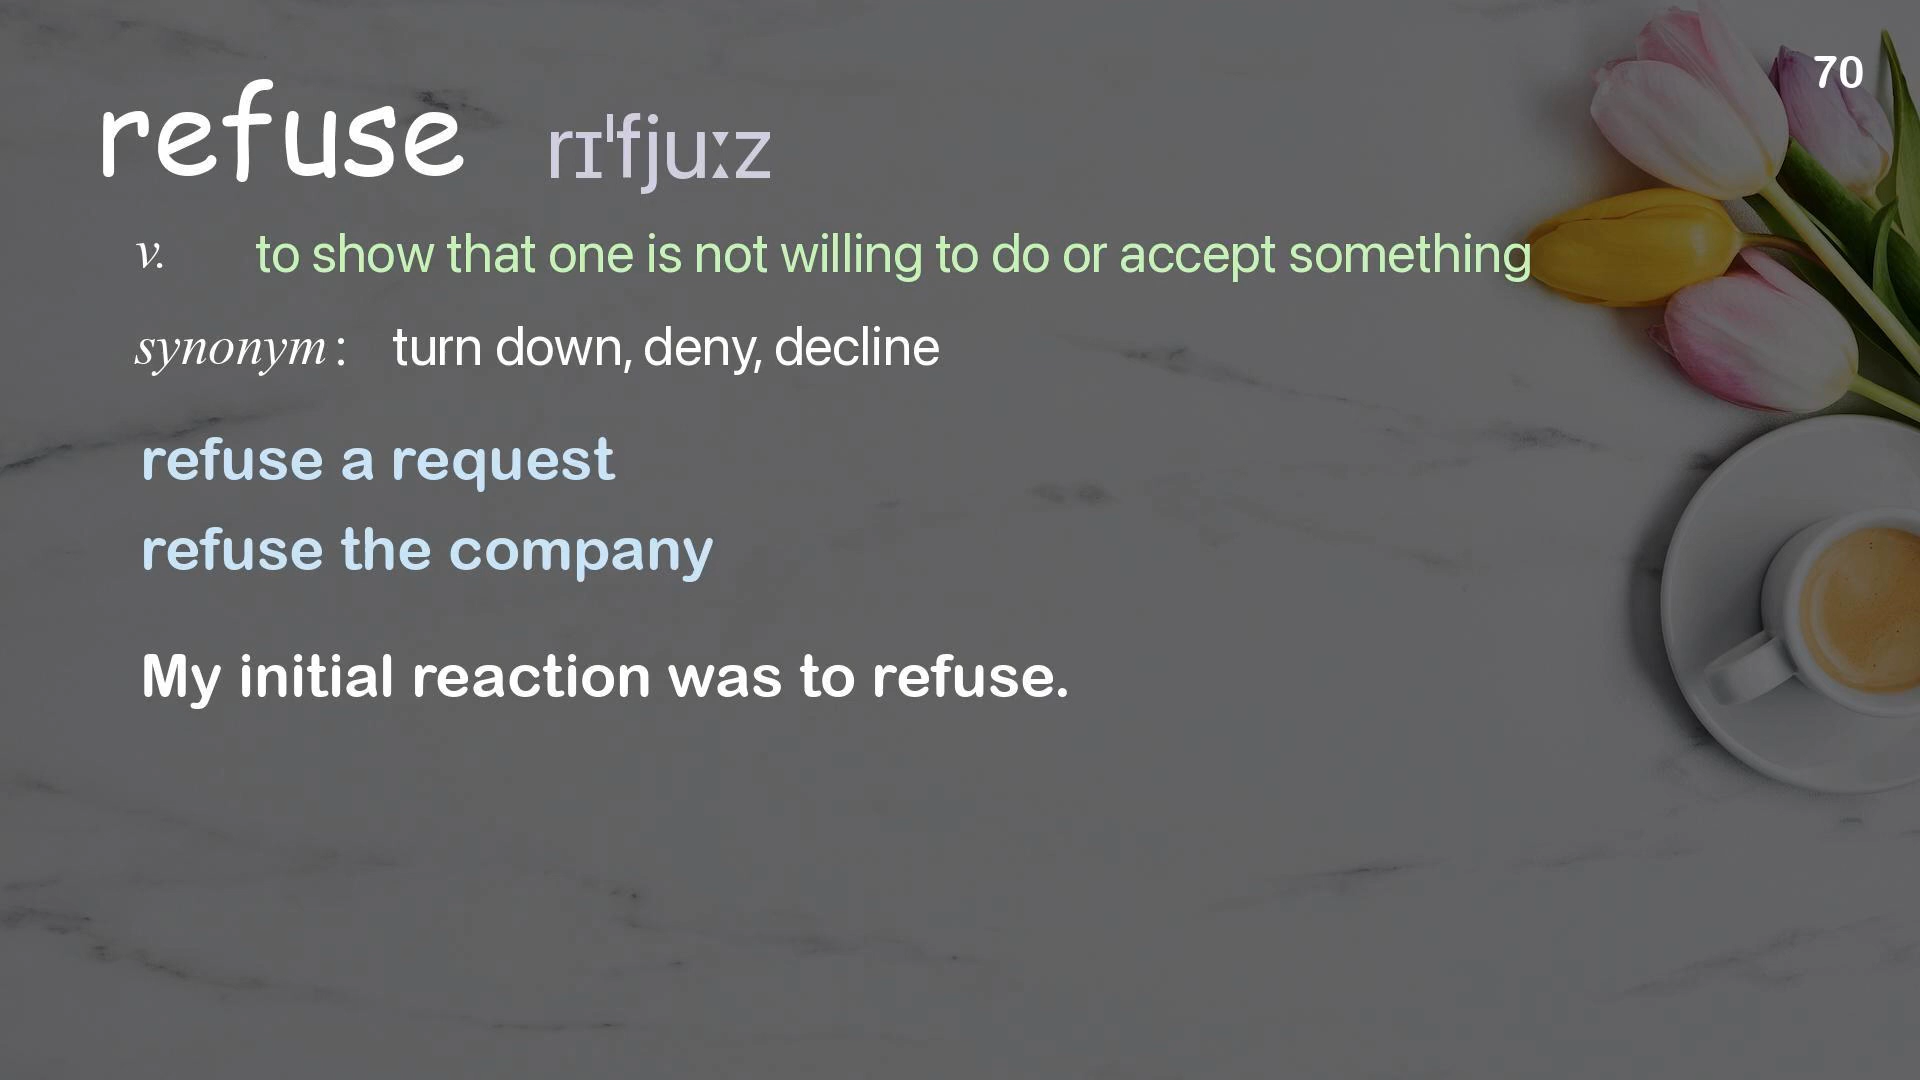 70
refuse rɪˈfjuːz
v. to show that one is not willing to do or accept something
synonym: turn down, deny, decline
refuse a request
refuse the company
My initial reaction was to refuse.